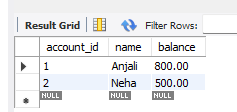 Result Grid Filter Rows:
account_id name balance
1 Anjali 800.00
2 Neha 500.00
NULL NULL NULL